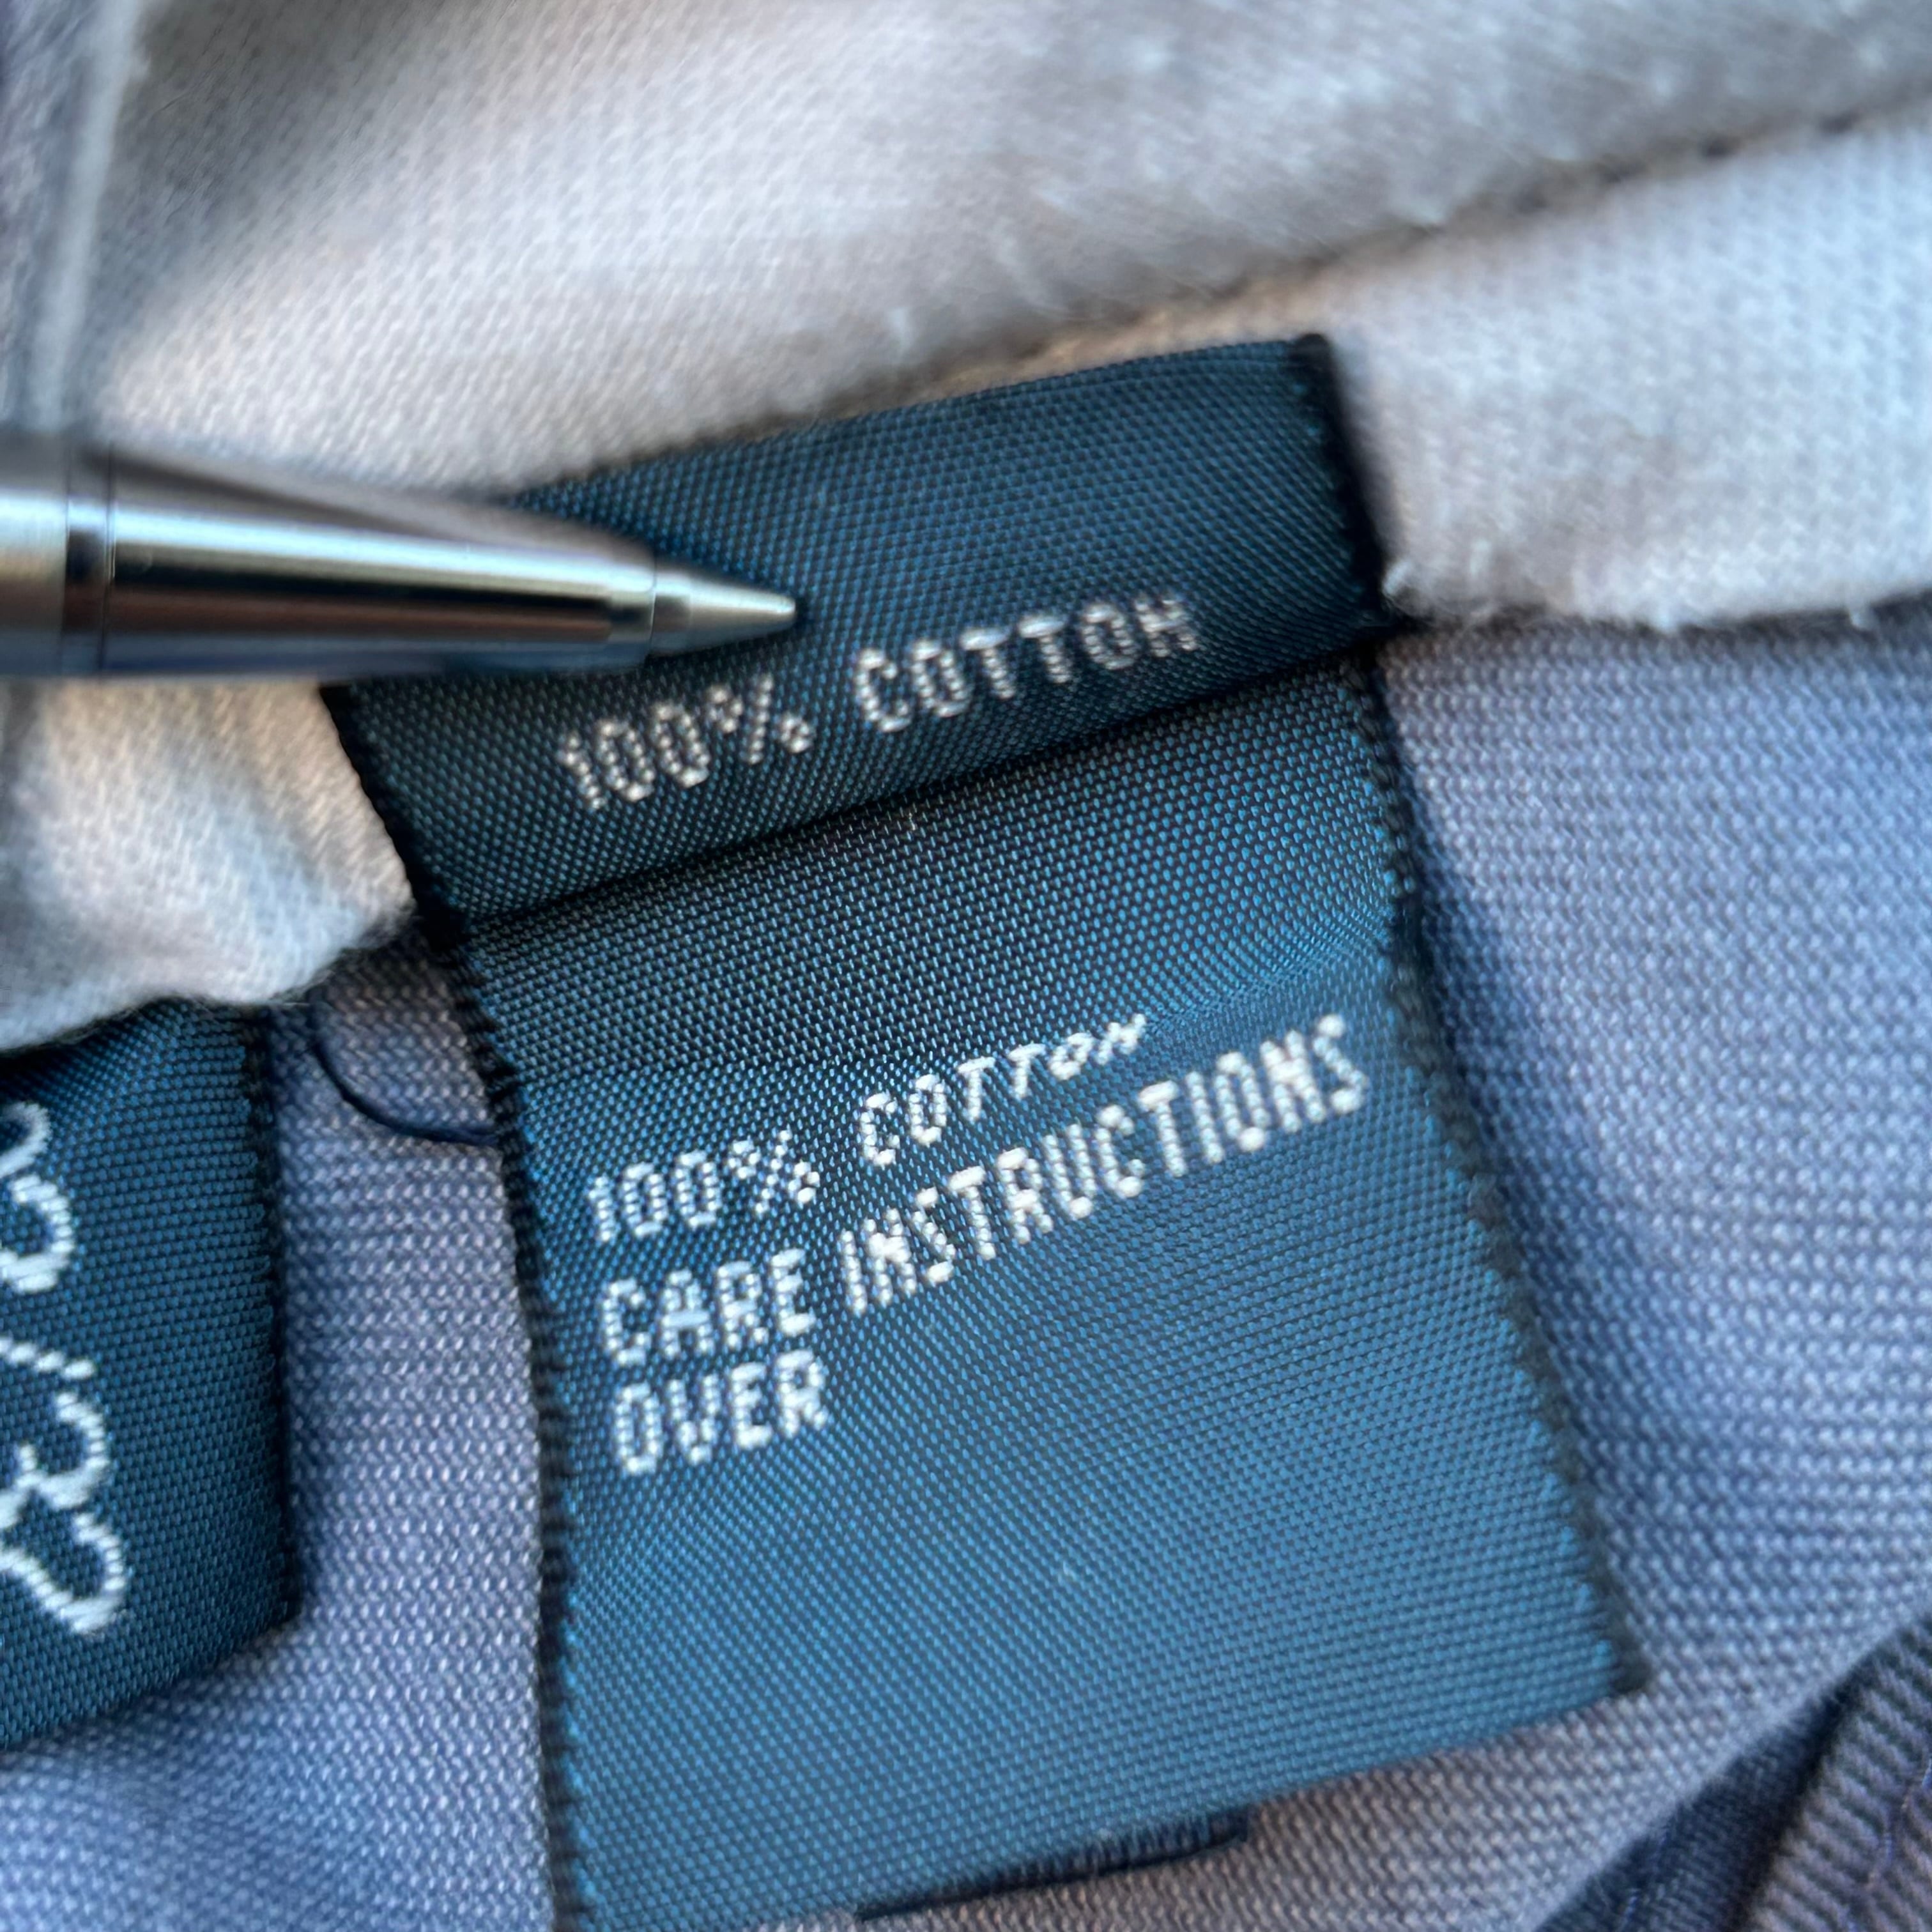 100% COTTON
100% COTTON
CARE INSTRUCTIONS
OVER